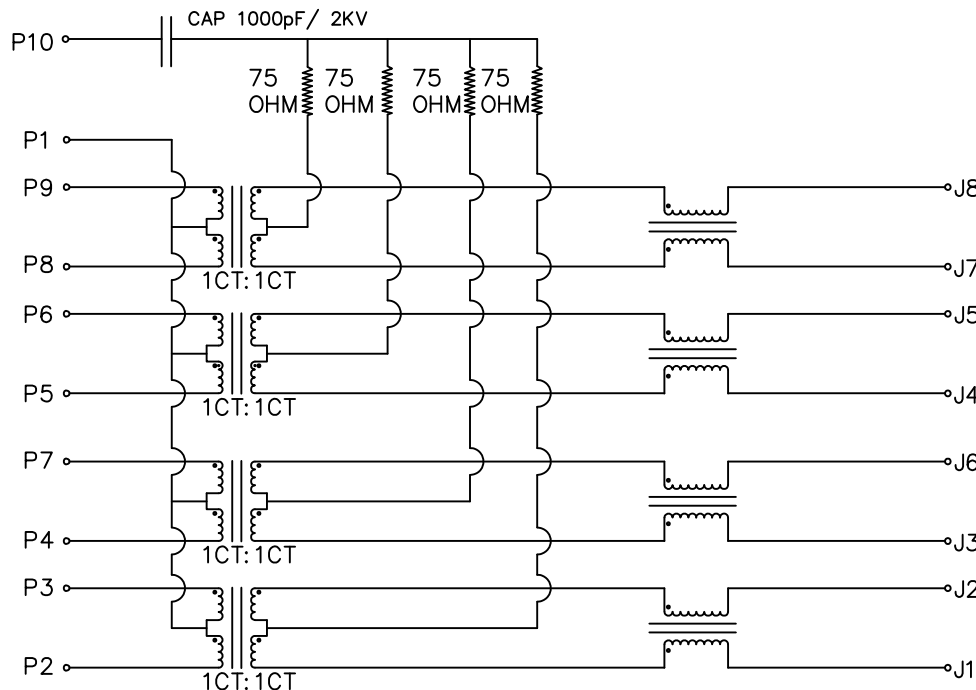 CAP 1000pF/ 2KV
P10
75 75 75 75
OHM OHM OHM OHM
P1
P9 J8
P8 J7
1CT:1CT
P6 J5
P5 J4
1CT:1CT
P7 J6
P4 J3
1CT:1CT
P3 J2
P2 J1
1CT:1CT